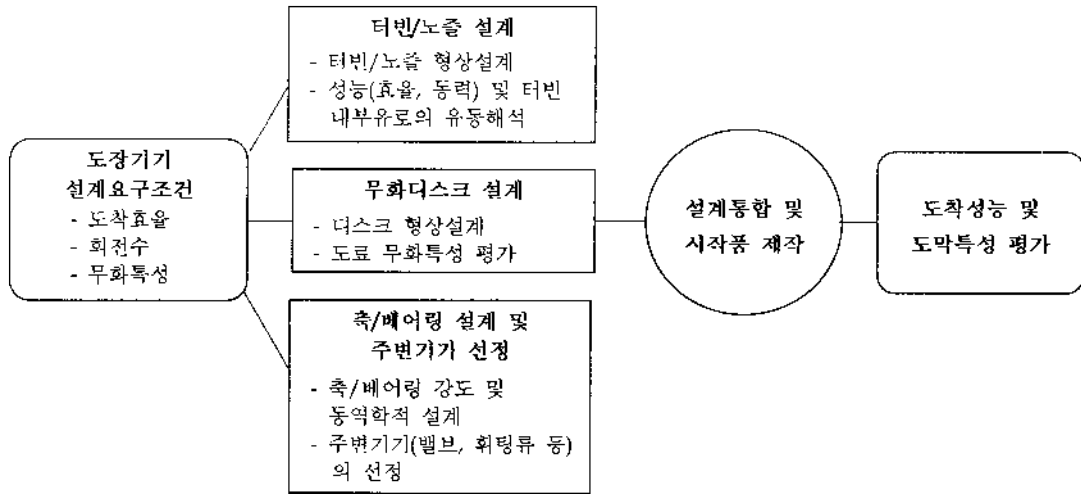 도장기기
설계요구조건
- 도착효율
- 회전수
- 무화특성
터빈/노즐 설계
- 터빈/노즐 형상설계
- 성능(효율, 동력) 및 터빈
내부유로의 유동해석
무화디스크 설계
- 디스크 형상설계
- 도료 무화특성 평가
축/베어링 설계 및
주변기기 선정
- 축/베어링 강도 및
동역학적 설계
- 주변기기(밸브, 휘팅류 등)
의 선정
설계통합 및
시작품 제작
도착성능 및
도막특성 평가